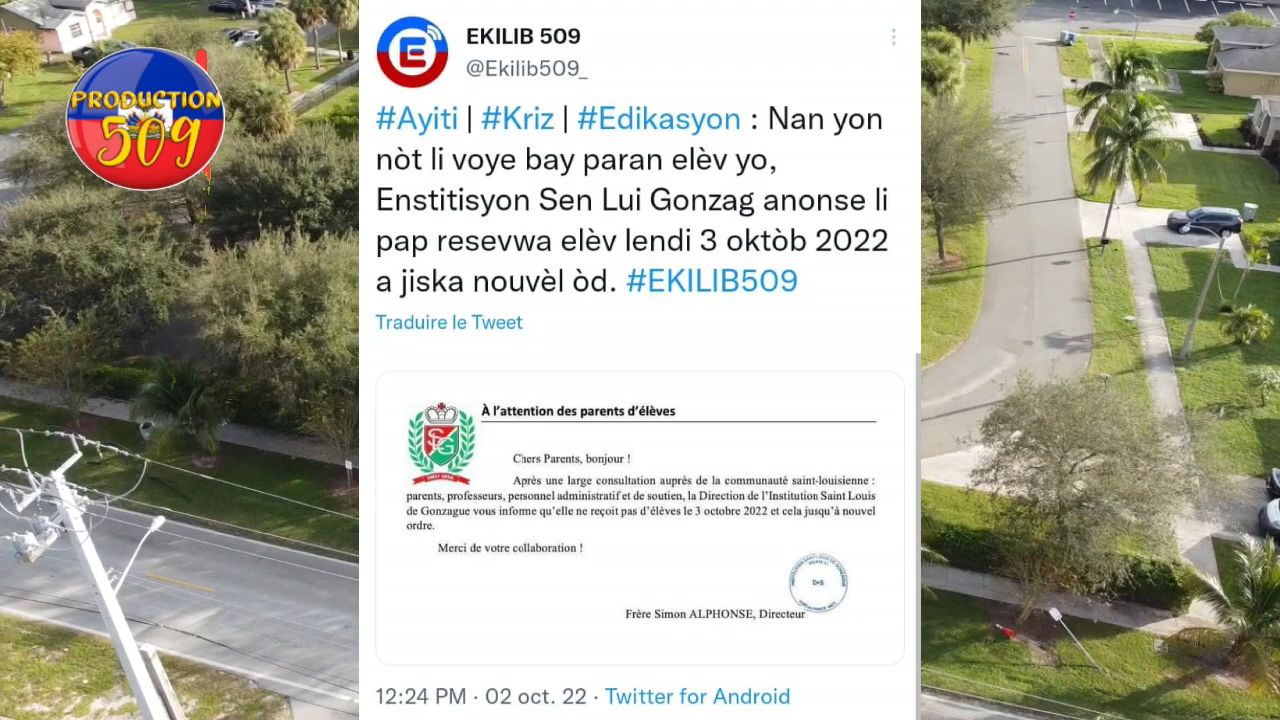 PRODUCTION
509
EKILIB 509
@Ekilib509_
#Ayiti | #Kriz | #Edikasyon : Nan yon
nòt li voye bay paran elèv yo,
Enstitisyon Sen Lui Gonzag anonse li
pap resevwa elèv lendi 3 oktòb 2022
a jiska nouvèl òd. #EKILIB509
Traduire le Tweet
À l'attention des parents d'élèves
Chers Parents, bonjour !
Après une large consultation auprès de la communauté saint-louisienne :
parents, professeurs, personnel administratif et de soutien, la Direction de l'Institution Saint Louis
de Gonzague vous informe qu'elle ne reçoit pas d'élèves le 3 octobre 2022 et cela jusqu'à nouvel
ordre.
Merci de votre collaboration !
Frère Simon ALPHONSE, Directeur
12:24 PM · 02 oct. 22 · Twitter for Android